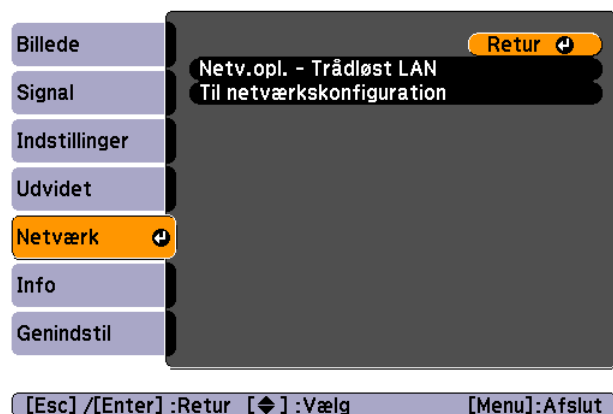 Billede
Signal
Indstillinger
Udvidet
Netværk
Info
Genindstil
Retur
Netv.opl. - Trådløst LAN
Til netværkskonfiguration
[Esc] /[Enter] :Retur [◆] :Vælg [Menu]:Afslut